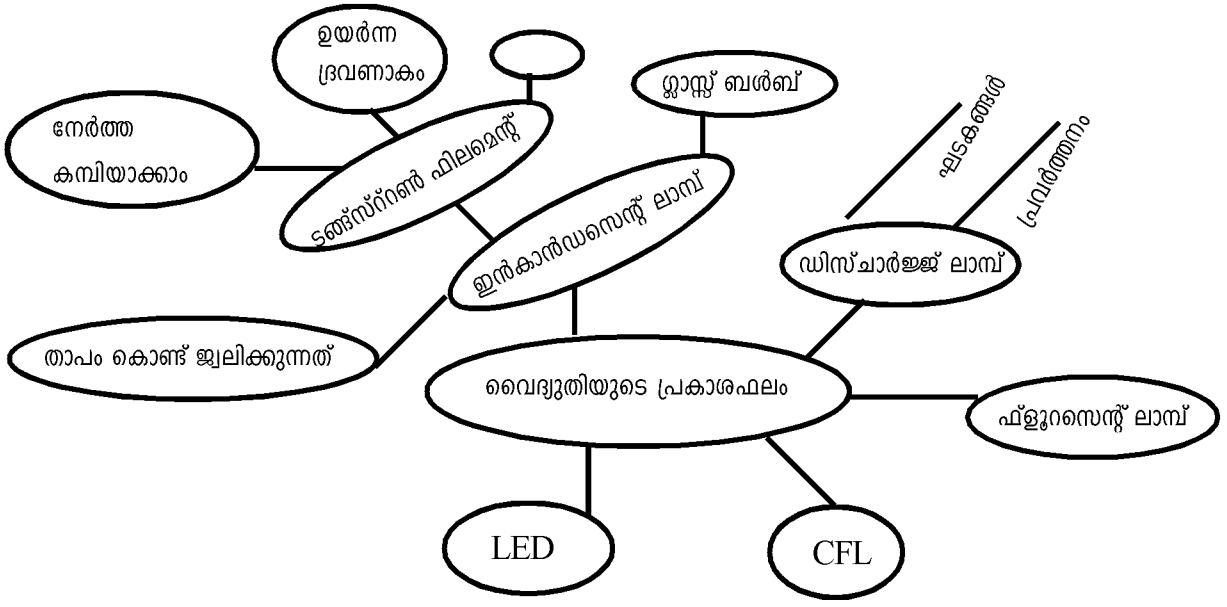 ഉയർന്ന
ദ്രവണാകം
ഗ്ലാസ്സ് ബൾബ്
നേർത്ത
കമ്പിയാക്കാം
ടങ്ങ്സ്റ്റൺ ഫിലമെന്റ്
ഘടകങ്ങൾ
പ്രവർത്തനം
ഇൻകാൻഡസെന്റ് ലാമ്പ്
ഡിസ്ചാർജ്ജ് ലാമ്പ്
താപം കൊണ്ട് ജ്വലിക്കുന്നത്
വൈദ്യുതിയുടെ പ്രകാശഫലം
ഫ്ളൂറസെന്റ് ലാമ്പ്
LED
CFL